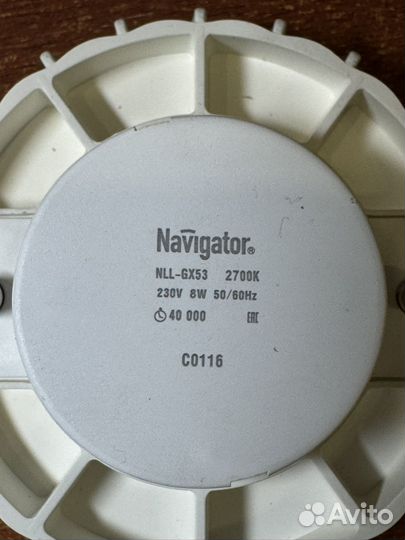 Navigator®
NLL-GX53 2700K
230V 8W 50/60Hz
40 000 EAC
C0116
Avito